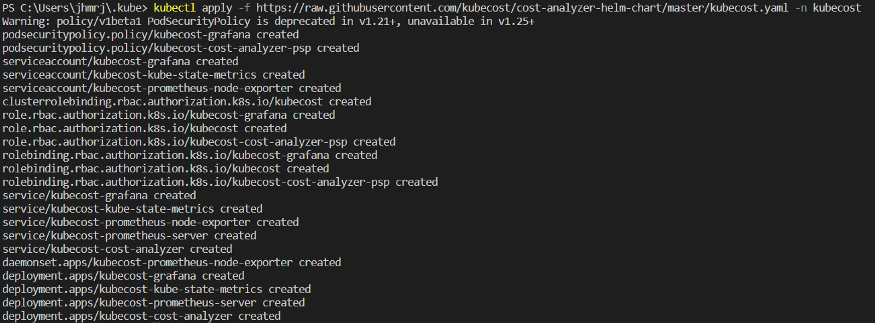 PS C:\Users\jhmrj\.kube> kubectl apply -f https://raw.githubusercontent.com/kubecost/cost-analyzer-helm-chart/master/kubecost.yaml -n kubecost
Warning: policy/v1beta1 PodSecurityPolicy is deprecated in v1.21+, unavailable in v1.25+
podsecuritypolicy.policy/kubecost-grafana created
podsecuritypolicy.policy/kubecost-cost-analyzer-psp created
serviceaccount/kubecost-grafana created
serviceaccount/kubecost-kube-state-metrics created
serviceaccount/kubecost-prometheus-node-exporter created
clusterrolebinding.rbac.authorization.k8s.io/kubecost created
role.rbac.authorization.k8s.io/kubecost-grafana created
role.rbac.authorization.k8s.io/kubecost created
role.rbac.authorization.k8s.io/kubecost-cost-analyzer-psp created
rolebinding.rbac.authorization.k8s.io/kubecost-grafana created
rolebinding.rbac.authorization.k8s.io/kubecost created
rolebinding.rbac.authorization.k8s.io/kubecost-cost-analyzer-psp created
service/kubecost-grafana created
service/kubecost-kube-state-metrics created
service/kubecost-prometheus-node-exporter created
service/kubecost-prometheus-server created
service/kubecost-cost-analyzer created
daemonset.apps/kubecost-prometheus-node-exporter created
deployment.apps/kubecost-grafana created
deployment.apps/kubecost-kube-state-metrics created
deployment.apps/kubecost-prometheus-server created
deployment.apps/kubecost-cost-analyzer created